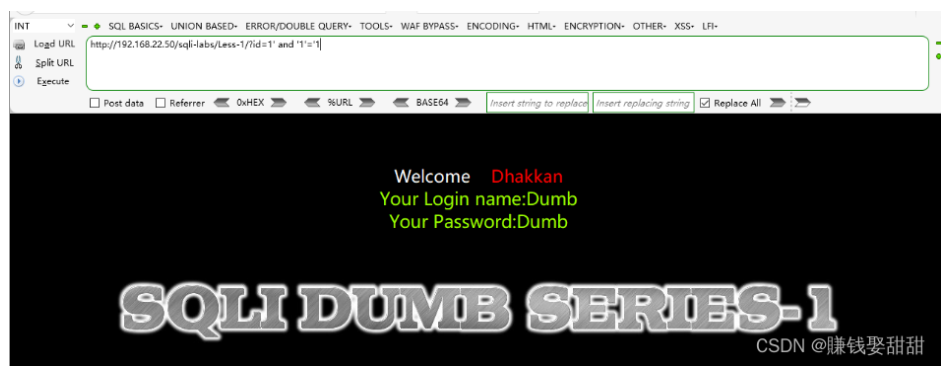 INT SQL BASICS- UNION BASED- ERROR/DOUBLE QUERY- TOOLS- WAF BYPASS- ENCODING- HTML- ENCRYPTION- OTHER- XSS- LFI-
Load URL http://192.168.22.50/sqli-labs/Less-1/?id=1' and '1'='1
Split URL
Execute
Post data Referrer 0xHEX %URL BASE64 Insert string to replace Insert replacing string Replace All
Welcome Dhakkan
Your Login name:Dumb
Your Password:Dumb
SQLI DUMB SERIES-1
CSDN @賺钱娶甜甜